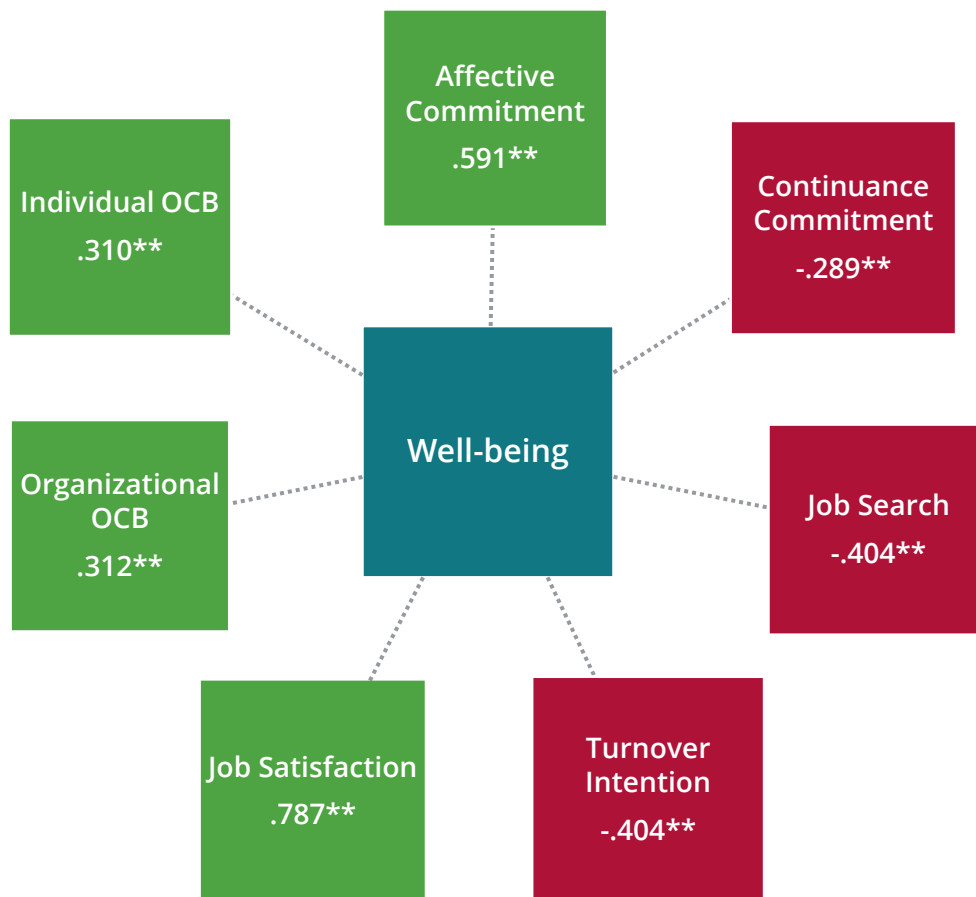 Affective
Commitment
.591**
Individual OCB
.310**
Continuance
Commitment
-.289**
Well-being
Organizational
OCB
.312**
Job Search
-.404**
Job Satisfaction
.787**
Turnover
Intention
-.404**